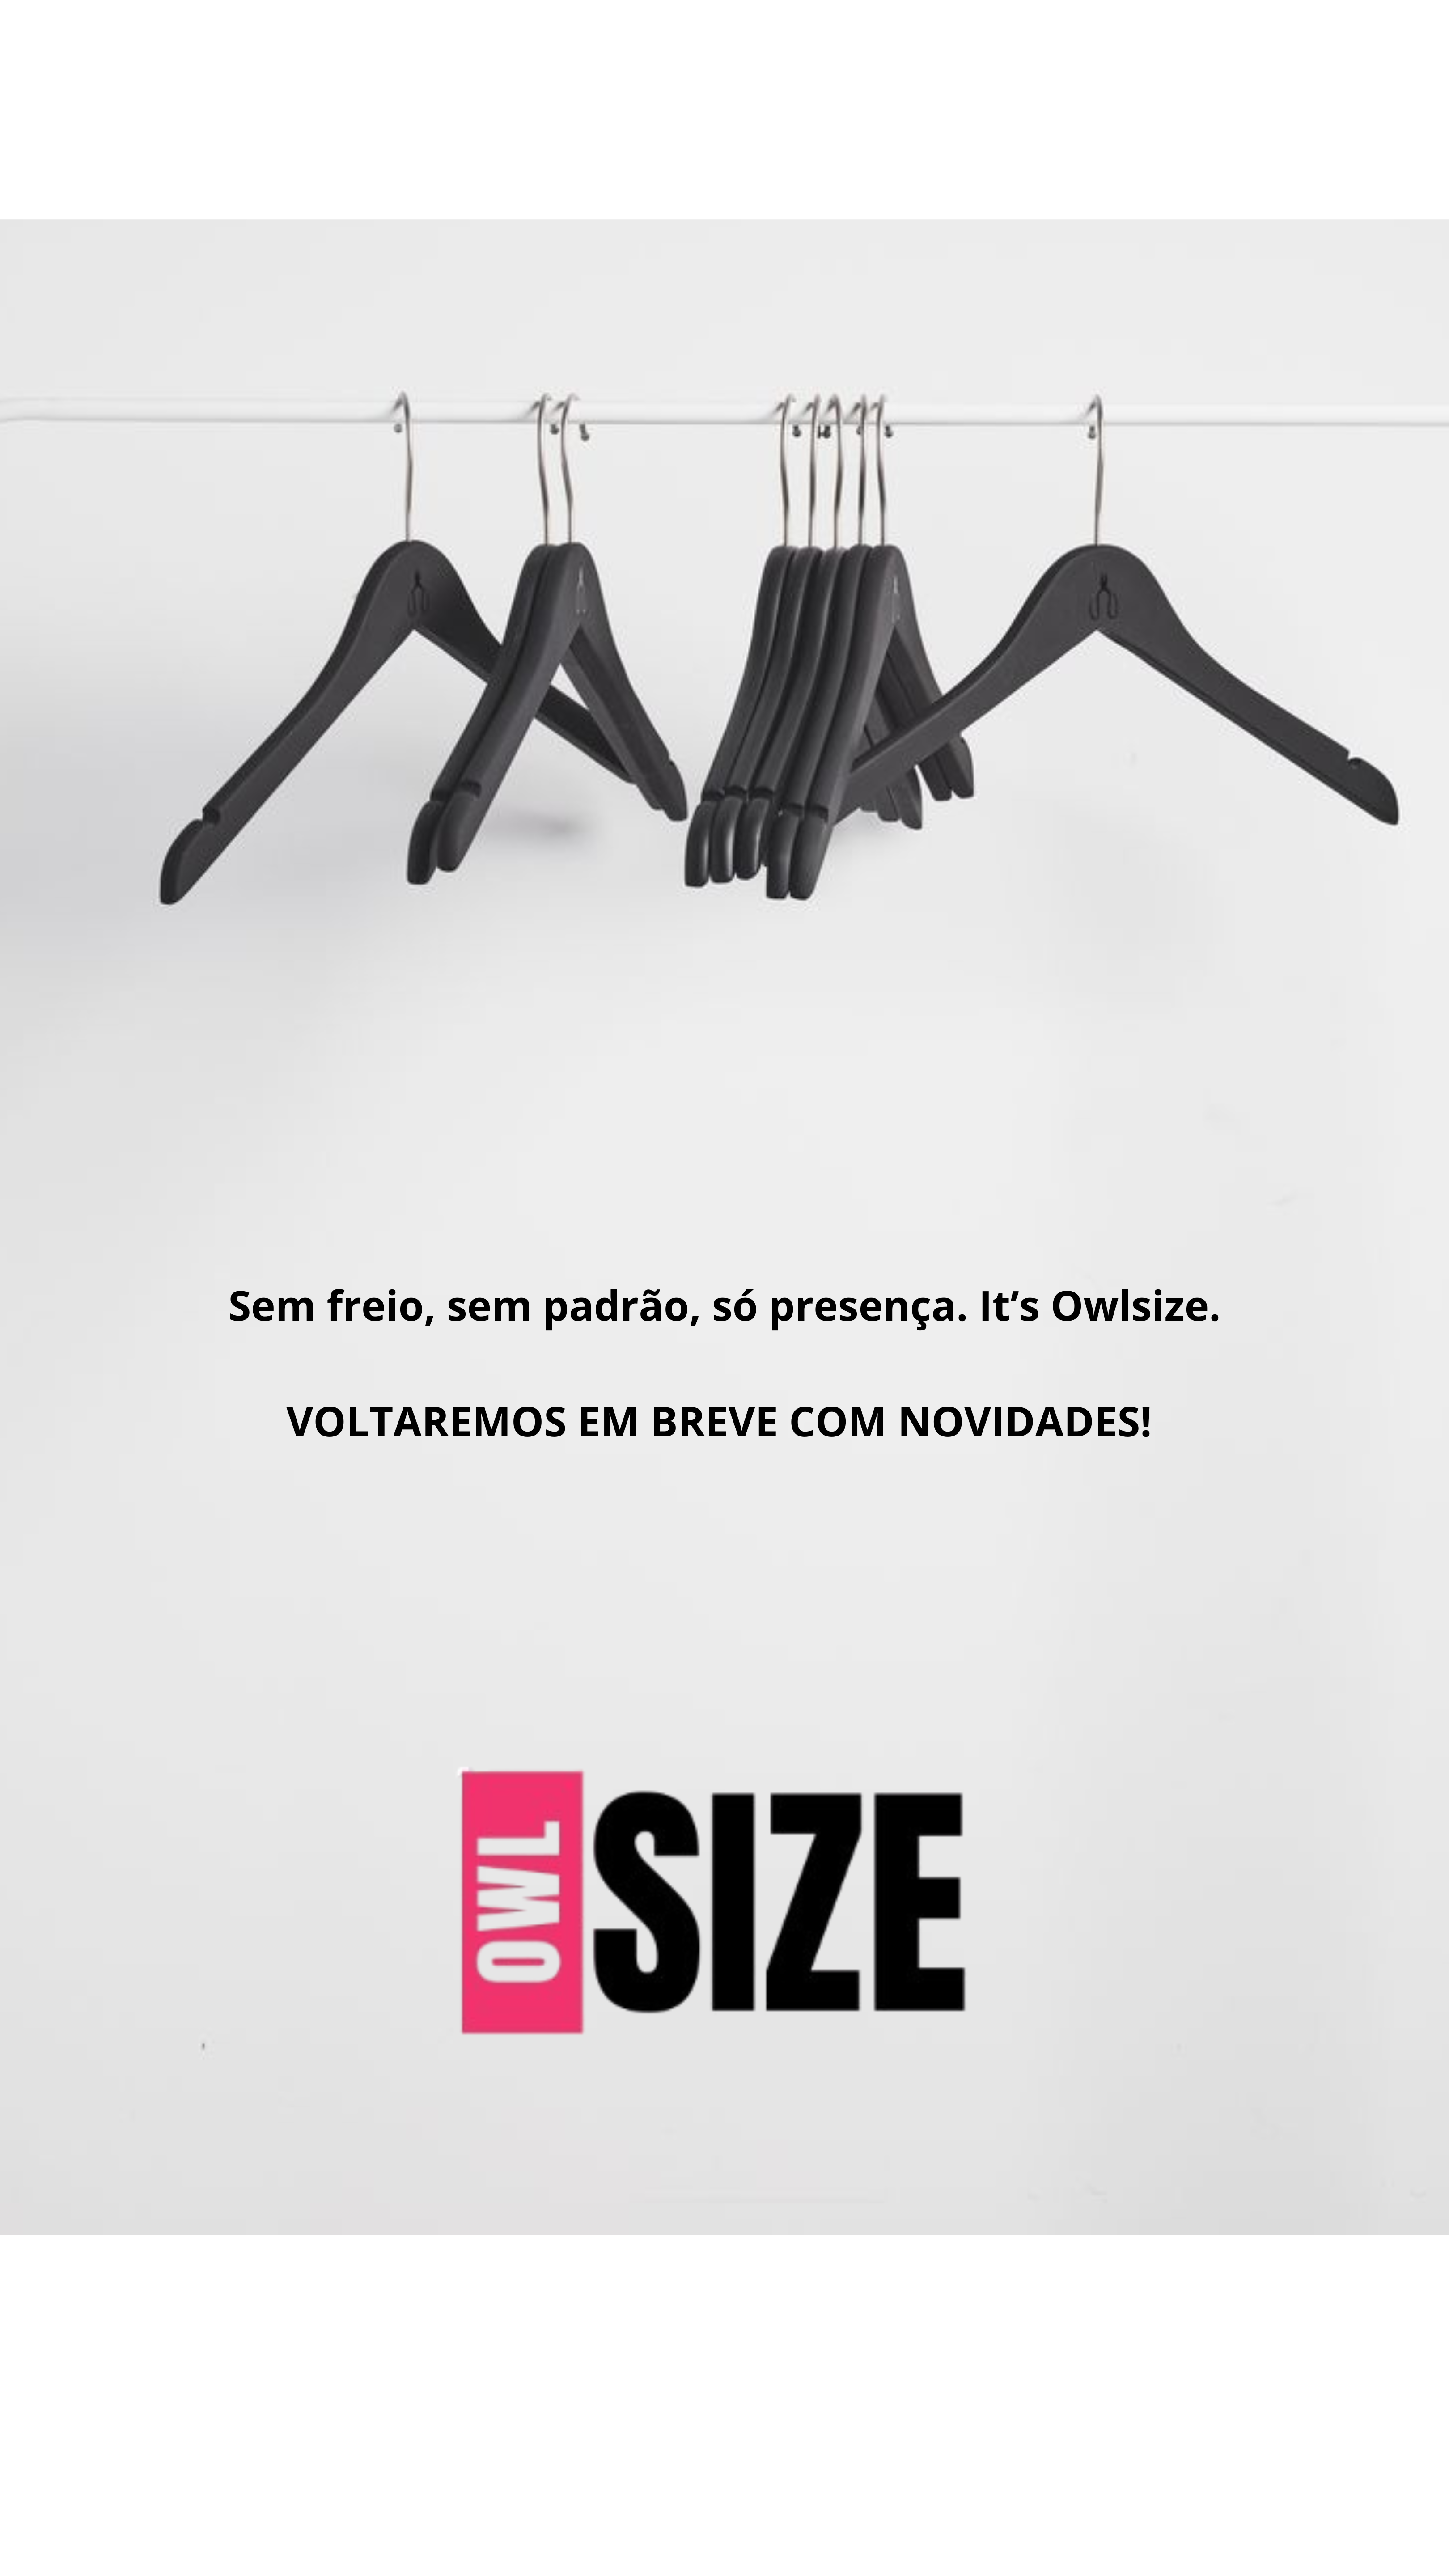 Sem freio, sem padrão, só presença. It’s Owlsize.
VOLTAREMOS EM BREVE COM NOVIDADES!
OWL
SIZE